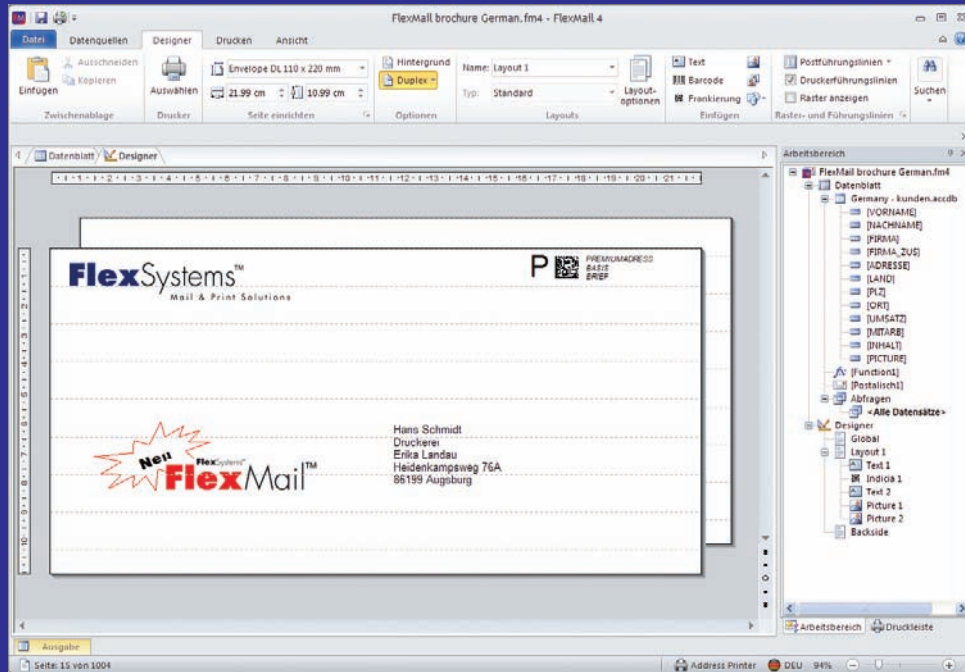 FlexMail brochure German.fm4 - FlexMail 4
Datei Datenquellen Designer Drucken Ansicht
Einfügen
Ausschneiden
Kopieren
Zwischenablage
Auswählen
Drucker
Envelope DL 110 x 220 mm
21.99 cm 10.99 cm
Seite einrichten
Hintergrund
Duplex
Optionen
Name: Layout 1
Typ: Standard
Layout-
optionen
Layouts
Text
Barcode
Frankierung
Einfügen
Postführungslinien
Druckerführungslinien
Raster anzeigen
Raster- und Führungslinien
Suchen
Datenblatt Designer
FlexSystems™
Mail & Print Solutions
P
PREMIUMADRESS
BASIS
BRIEF
Neu
FlexSystems™
FlexMail™
Hans Schmidt
Druckerei
Erika Landau
Heidenkampsweg 76A
86199 Augsburg
Arbeitsbereich
FlexMail brochure German.fm4
Datenblatt
Germany - kunden.accdb
[VORNAME]
[NACHNAME]
[FIRMA]
[FIRMA_ZUS]
[ADRESSE]
[LAND]
[PLZ]
[ORT]
[UMSATZ]
[MITARB]
[INHALT]
[PICTURE]
[Function1]
[Postalisch1]
Abfragen
<Alle Datensätze>
Designer
Global
Layout 1
Text 1
Indicia 1
Text 2
Picture 1
Picture 2
Backside
Arbeitsbereich Druckleiste
Ausgabe
Seite: 15 von 1004
Address Printer DEU 94%